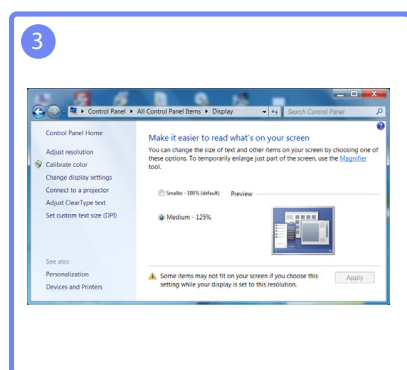 3
Control Panel ▸ All Control Panel Items ▸ Display
Search Control Panel
Control Panel Home
Adjust resolution
Calibrate color
Change display settings
Connect to a projector
Adjust ClearType text
Set custom text size (DPI)
See also
Personalization
Devices and Printers
Make it easier to read what's on your screen
You can change the size of text and other items on your screen by choosing one of
these options. To temporarily enlarge just part of the screen, use the Magnifier
tool.
Smaller - 100% (default) Preview
Medium - 125%
Some items may not fit on your screen if you choose this
setting while your display is set to this resolution.
Apply